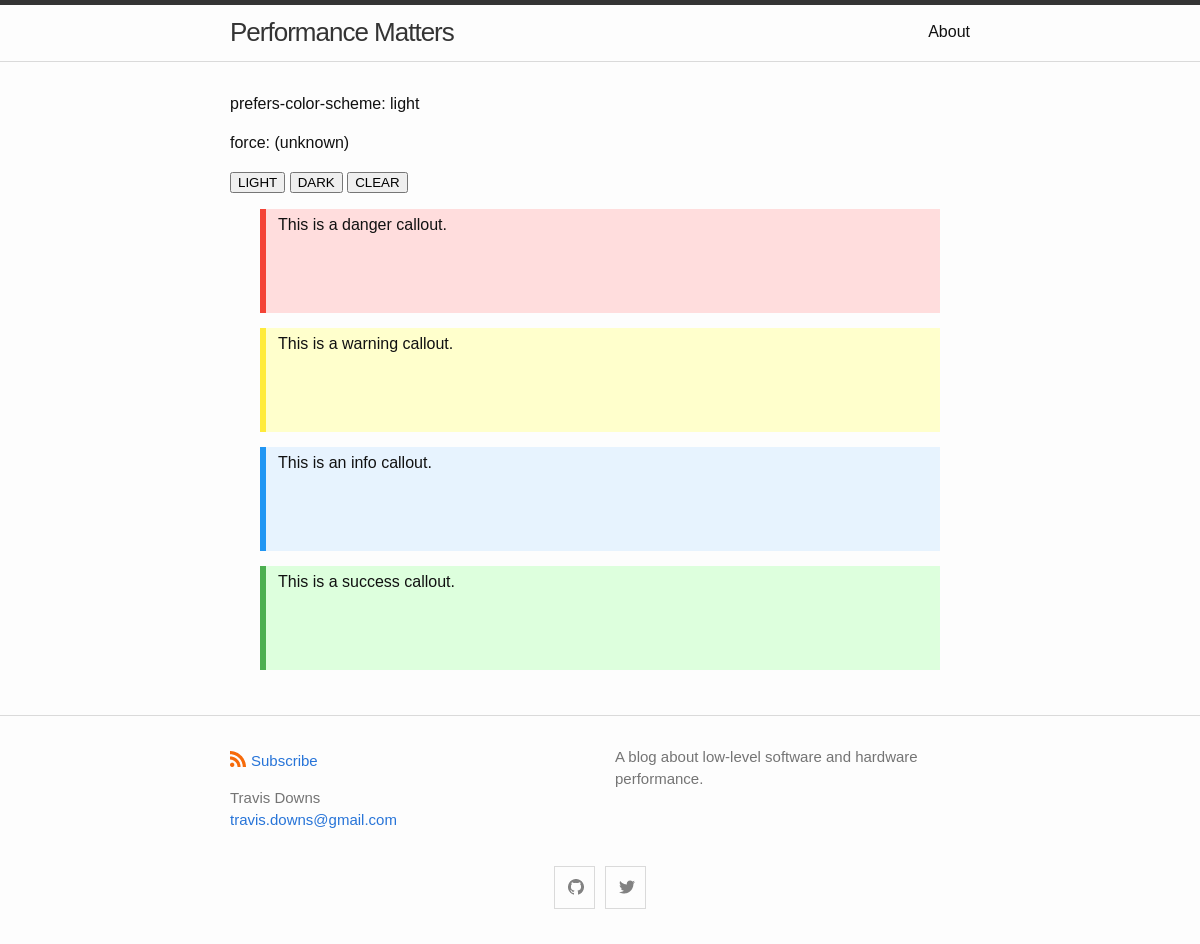 Performance Matters
About
prefers-color-scheme: light
force: (unknown)
LIGHT DARK CLEAR
This is a danger callout.
This is a warning callout.
This is an info callout.
This is a success callout.
Subscribe
Travis Downs
travis.downs@gmail.com
A blog about low-level software and hardware
performance.